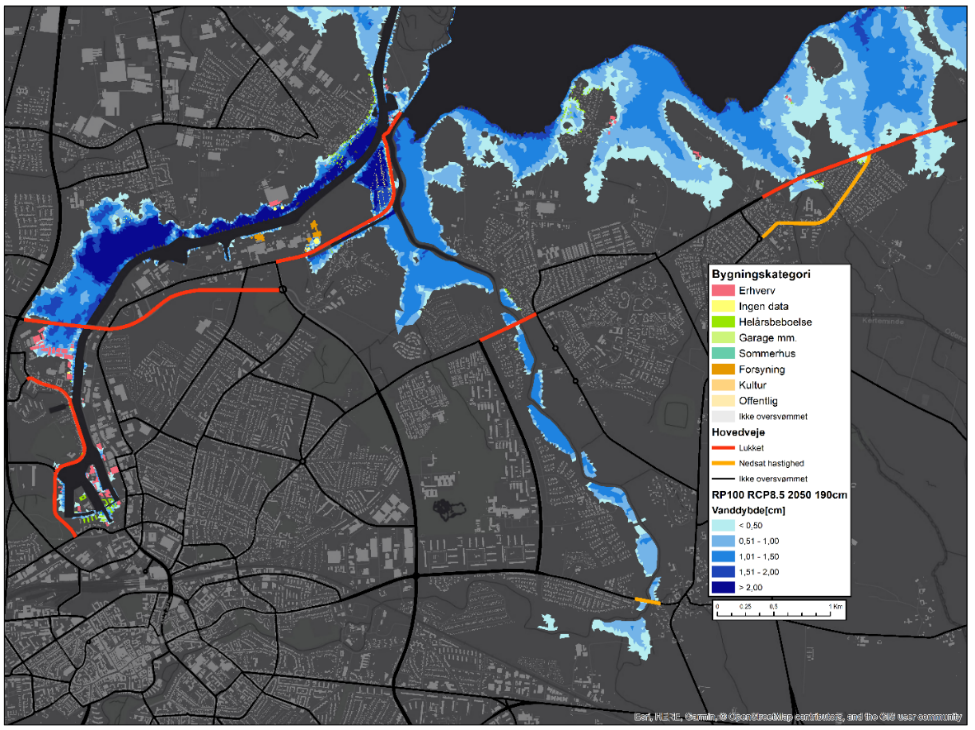 Bygningskategori
Erhverv
Ingen data
Helårsbeboelse
Garage mm.
Sommerhus
Forsyning
Kultur
Offentlig
Ikke oversvømmet
Hovedveje
Lukket
Nedsat hastighed
Ikke oversvømmet
RP100 RCP8.5 2050 190cm
Vanddybde[cm]
< 0,50
0,51 - 1,00
1,01 - 1,50
1,51 - 2,00
> 2,00
0 0,25 0,5 1 Km
Esri, HERE, Garmin, © OpenStreetMap contributors, and the GIS user community